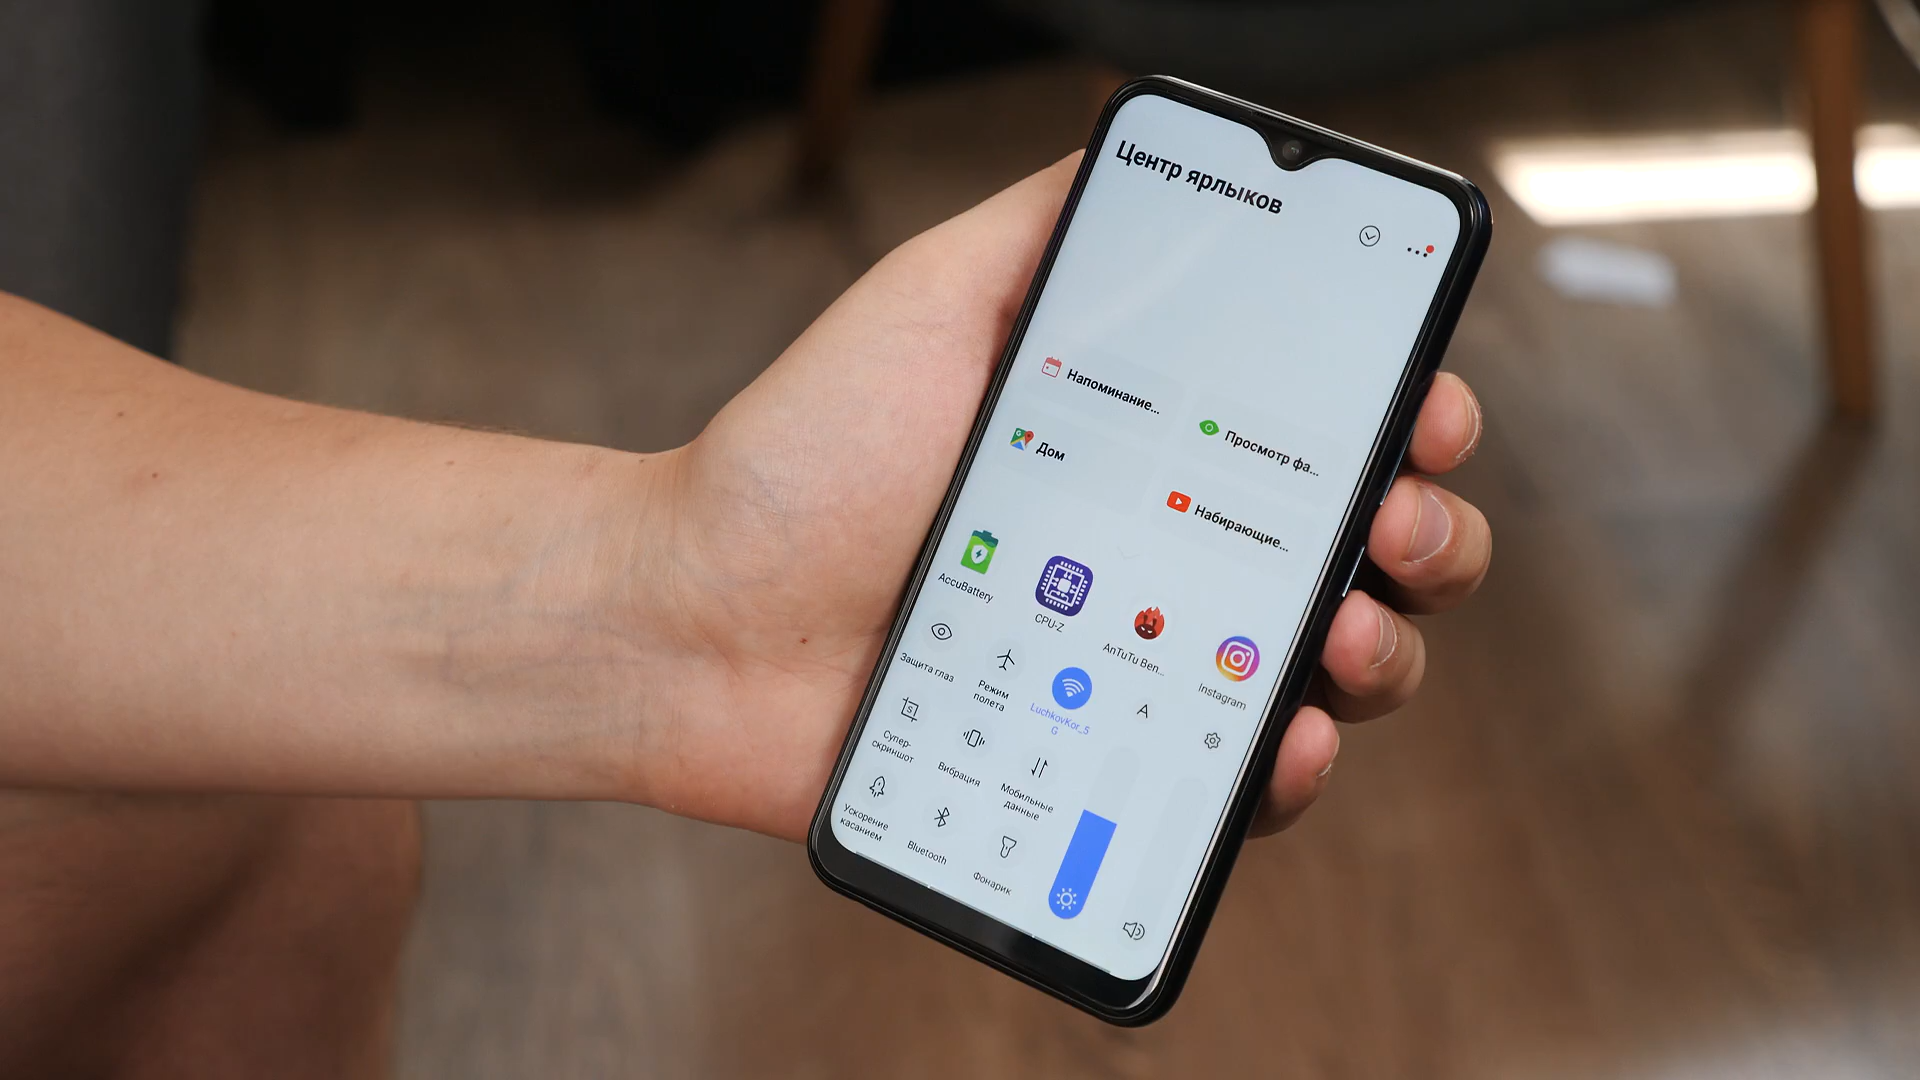 Центр ярлыков
Напоминание...
Просмотр фа...
Дом
Набирающие...
AccuBattery
CPU-Z
AnTuTu Ben...
Instagram
Защита глаз
Режим
полета
LuchkovKor_5
G
A
Супер-
скриншот
Вибрация
Мобильные
данные
Ускорение
касанием
Bluetooth
Фонарик